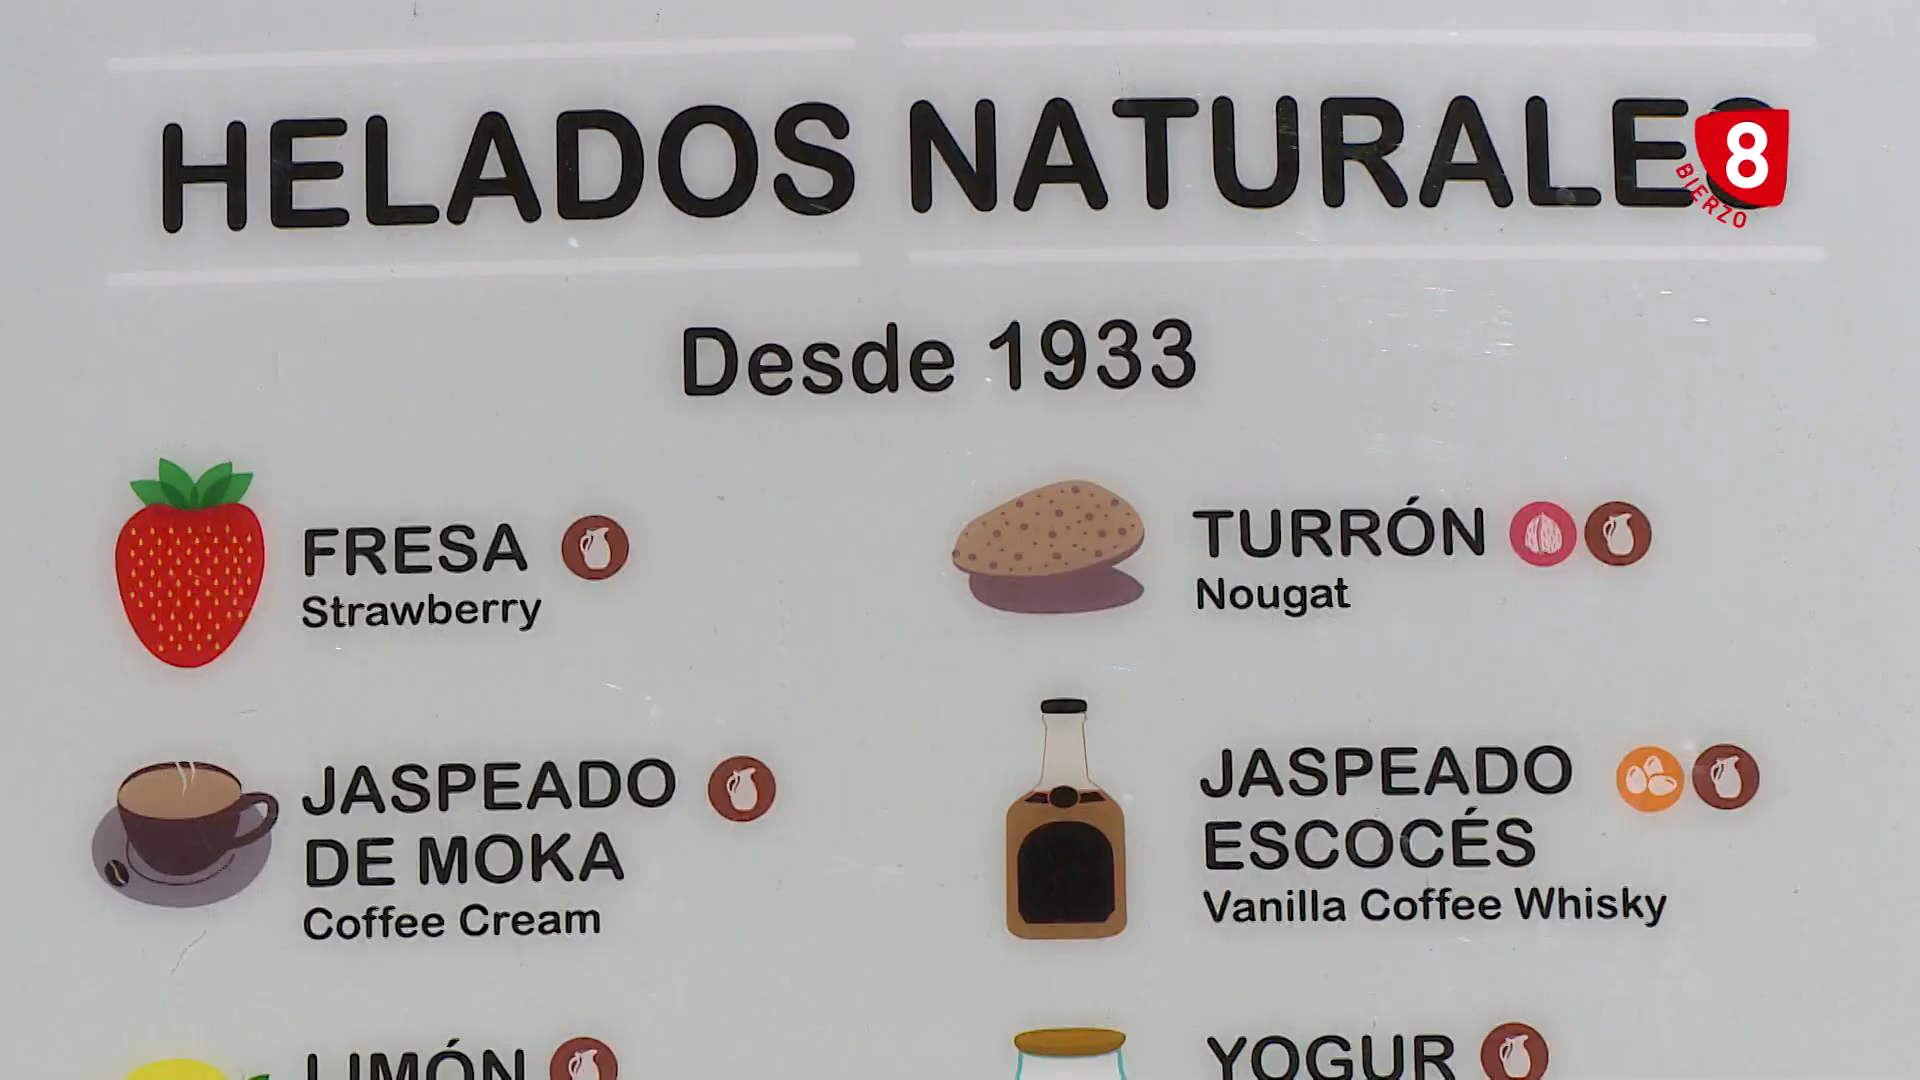 HELADOS NATURALES
8
BIERZO
Desde 1933
FRESA
Strawberry
TURRÓN
Nougat
JASPEADO
DE MOKA
Coffee Cream
JASPEADO
ESCOCÉS
Vanilla Coffee Whisky
LIMÓN
YOGUR